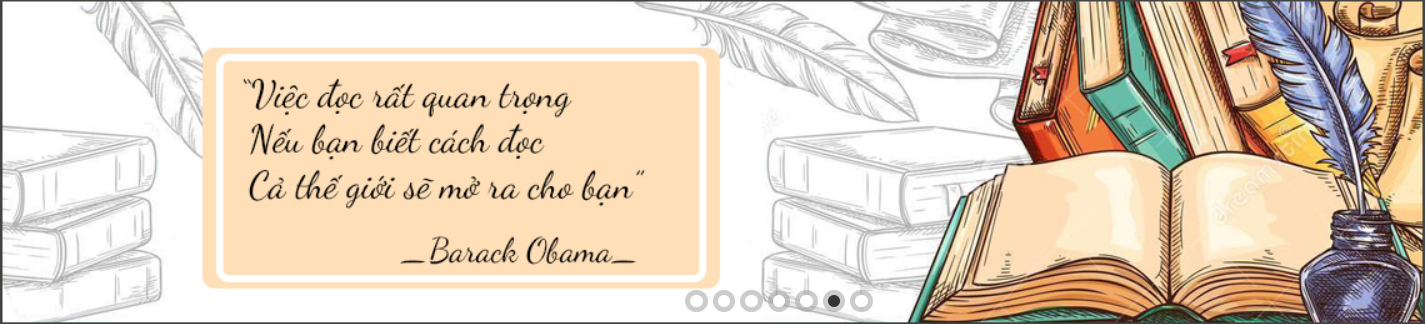 “Việc đọc rất quan trọng
Nếu bạn biết cách đọc
Cả thế giới sẽ mở ra cho bạn”
_Barack Obama_